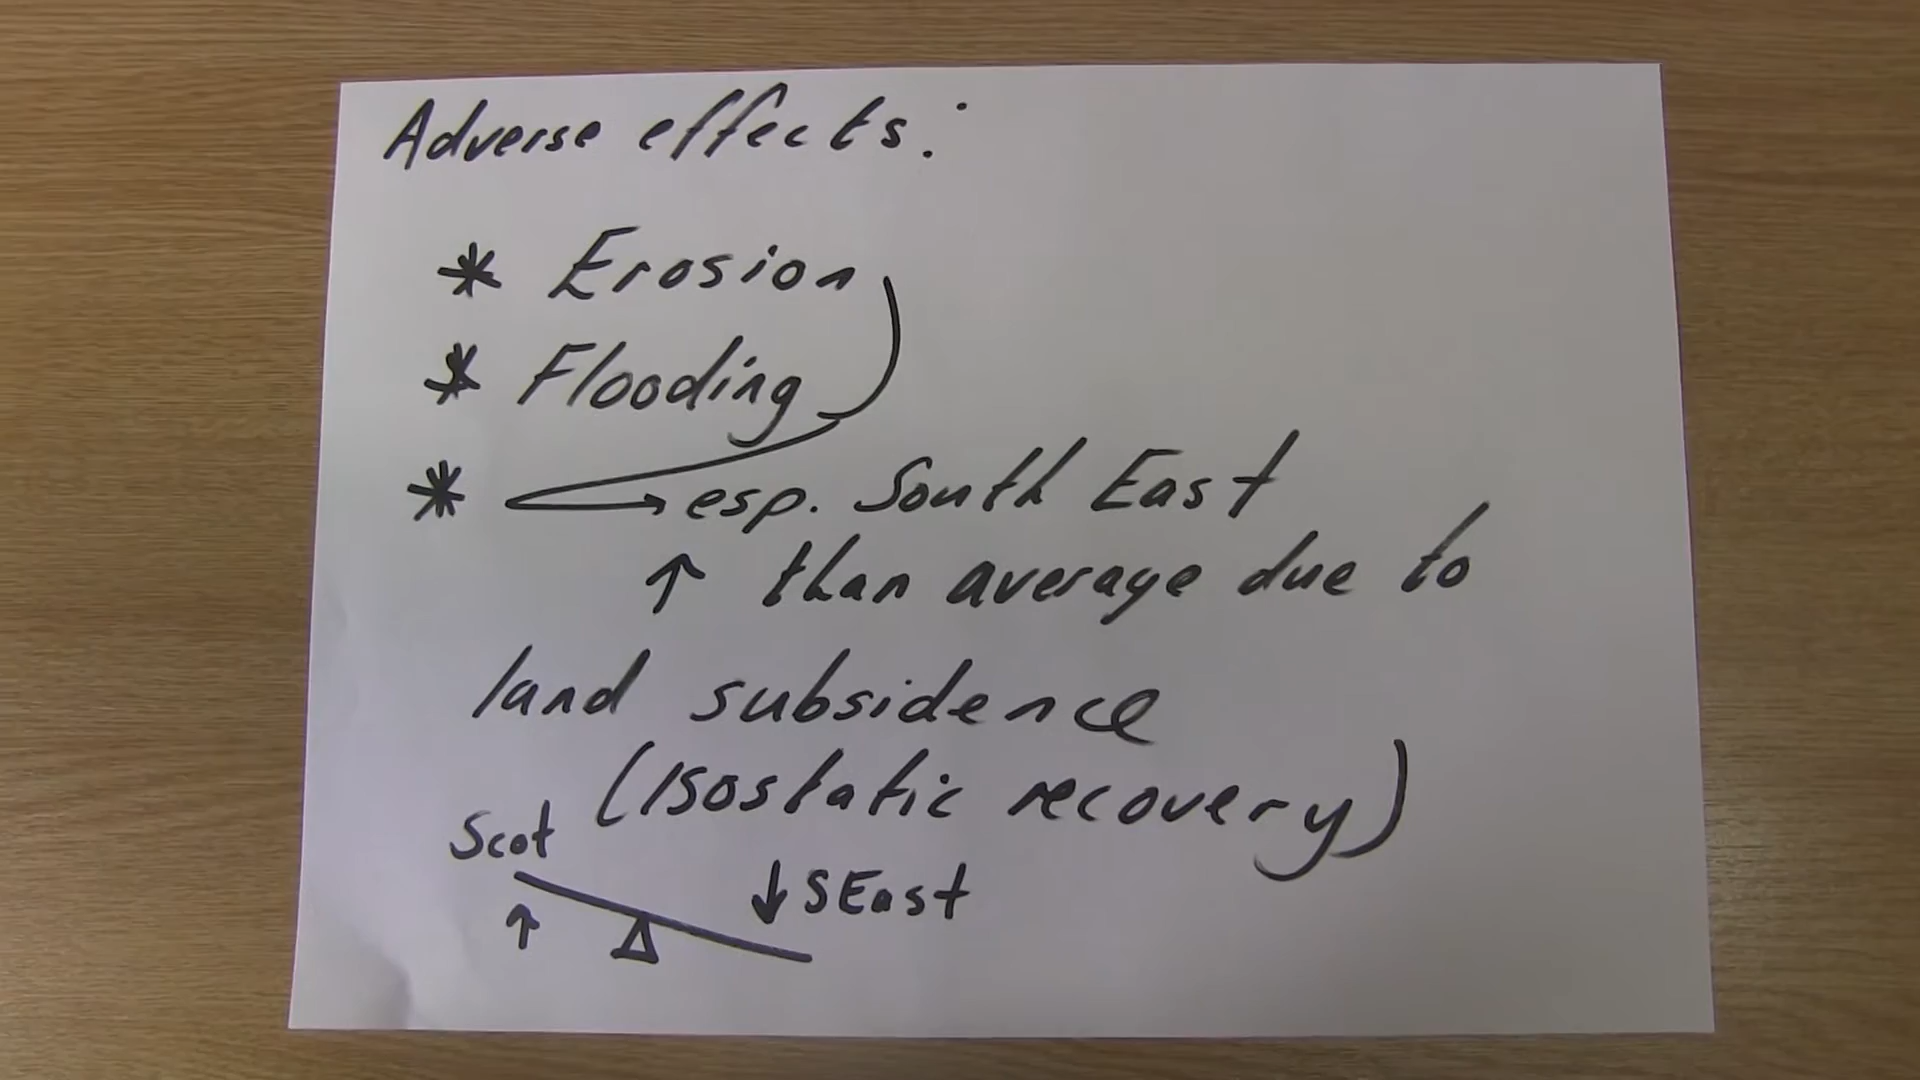 Adverse effects:
* Erosion
* Flooding
* → esp. South East
↑ than average due to
land subsidence
(Isostatic recovery)
Scot
↓ SEast
↑ Δ